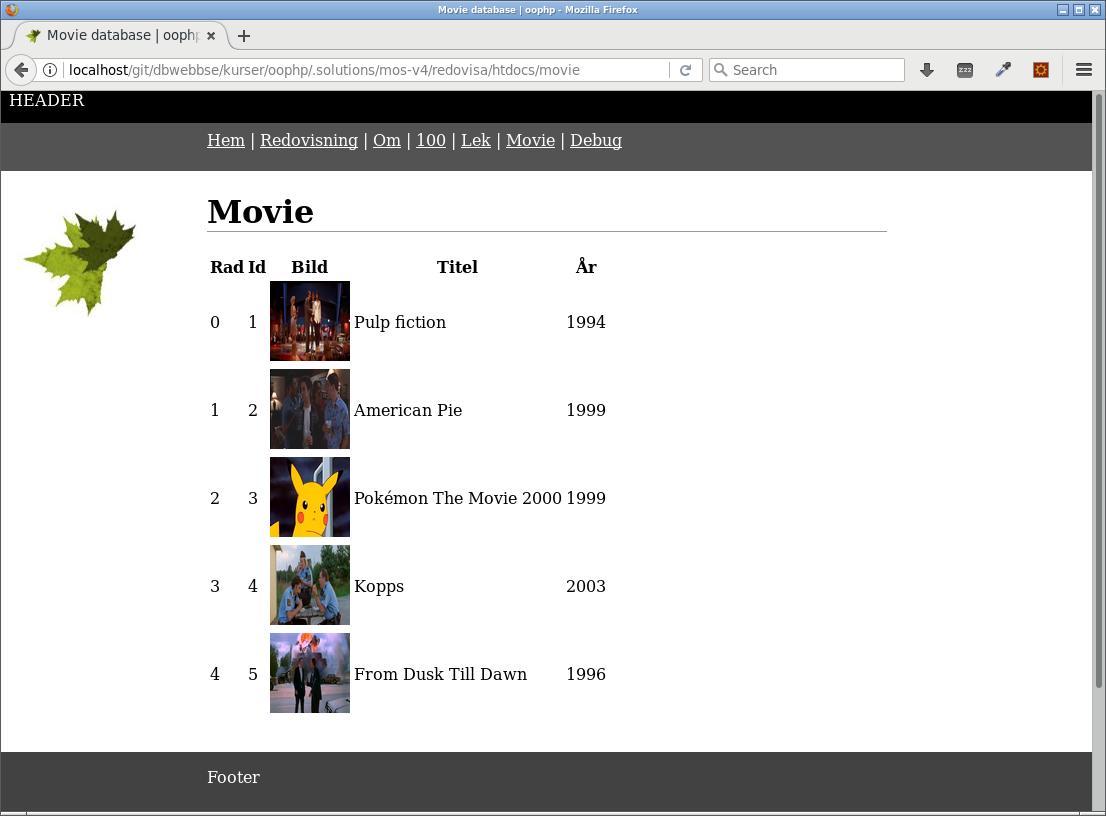 Movie database | oophp - Mozilla Firefox
Movie database | ooph
localhost/git/dbwebbse/kurser/oophp/.solutions/mos-v4/redovisa/htdocs/movie
Search
zzz
HEADER
Hem | Redovisning | Om | 100 | Lek | Movie | Debug
Movie
Rad Id Bild Titel År
0 1 Pulp fiction 1994
1 2 American Pie 1999
2 3 Pokémon The Movie 2000 1999
3 4 Kopps 2003
4 5 From Dusk Till Dawn 1996
Footer